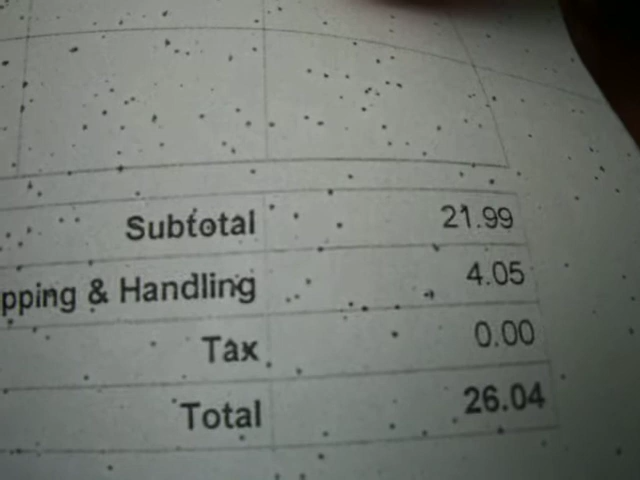 Subtotal 21.99
pping & Handling 4.05
Tax 0.00
Total 26.04